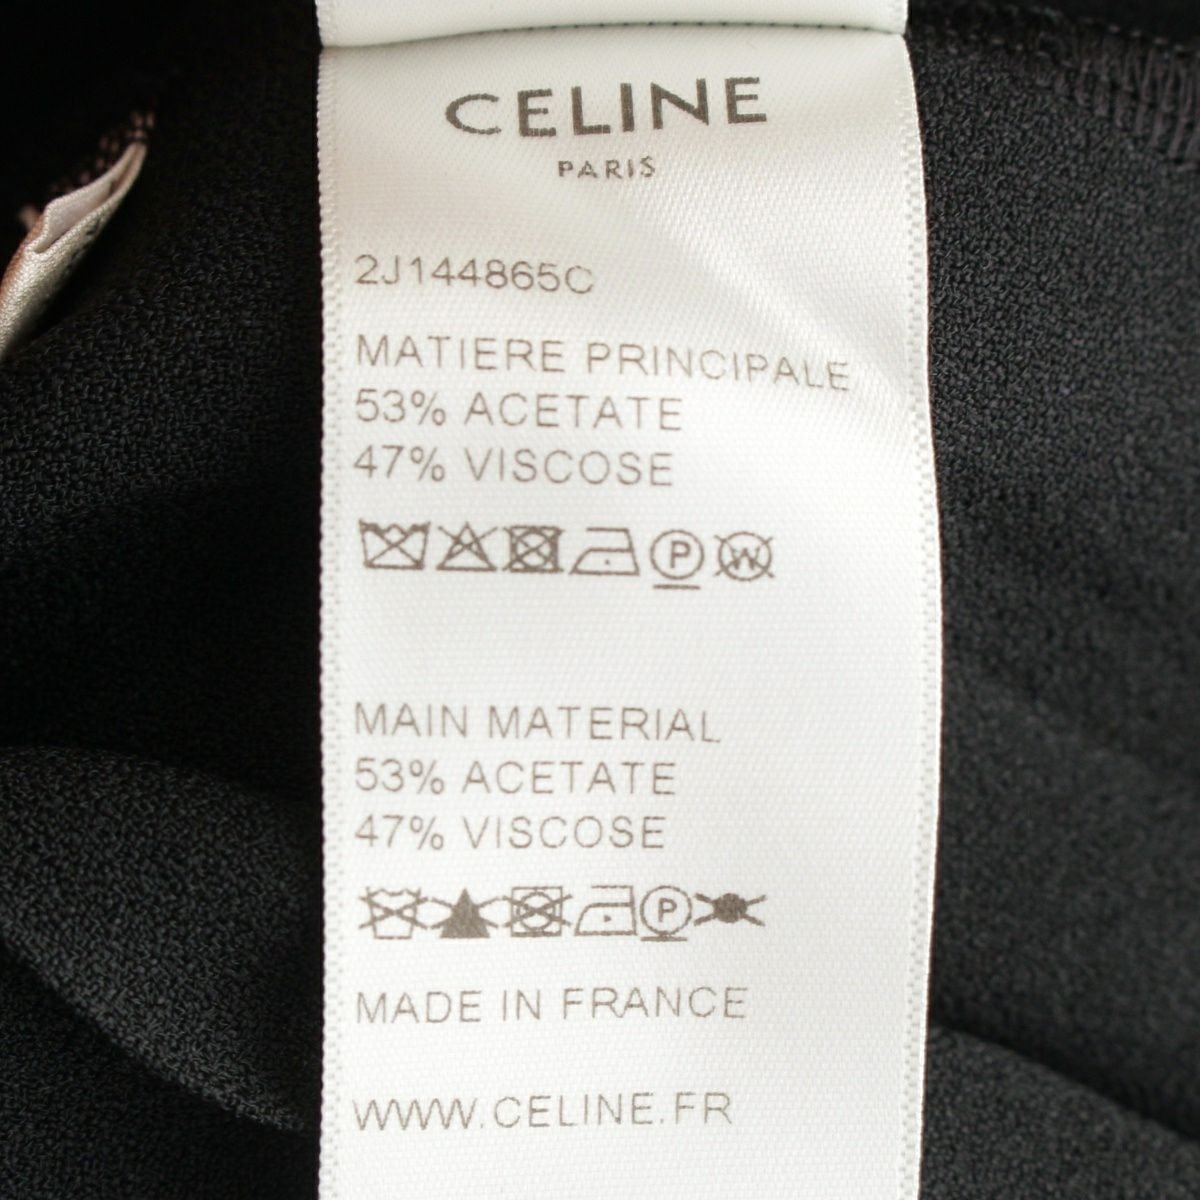 CELINE
PARIS
2J144865C
MATIERE PRINCIPALE
53% ACETATE
47% VISCOSE
P W
MAIN MATERIAL
53% ACETATE
47% VISCOSE
P
MADE IN FRANCE
WWW.CELINE.FR